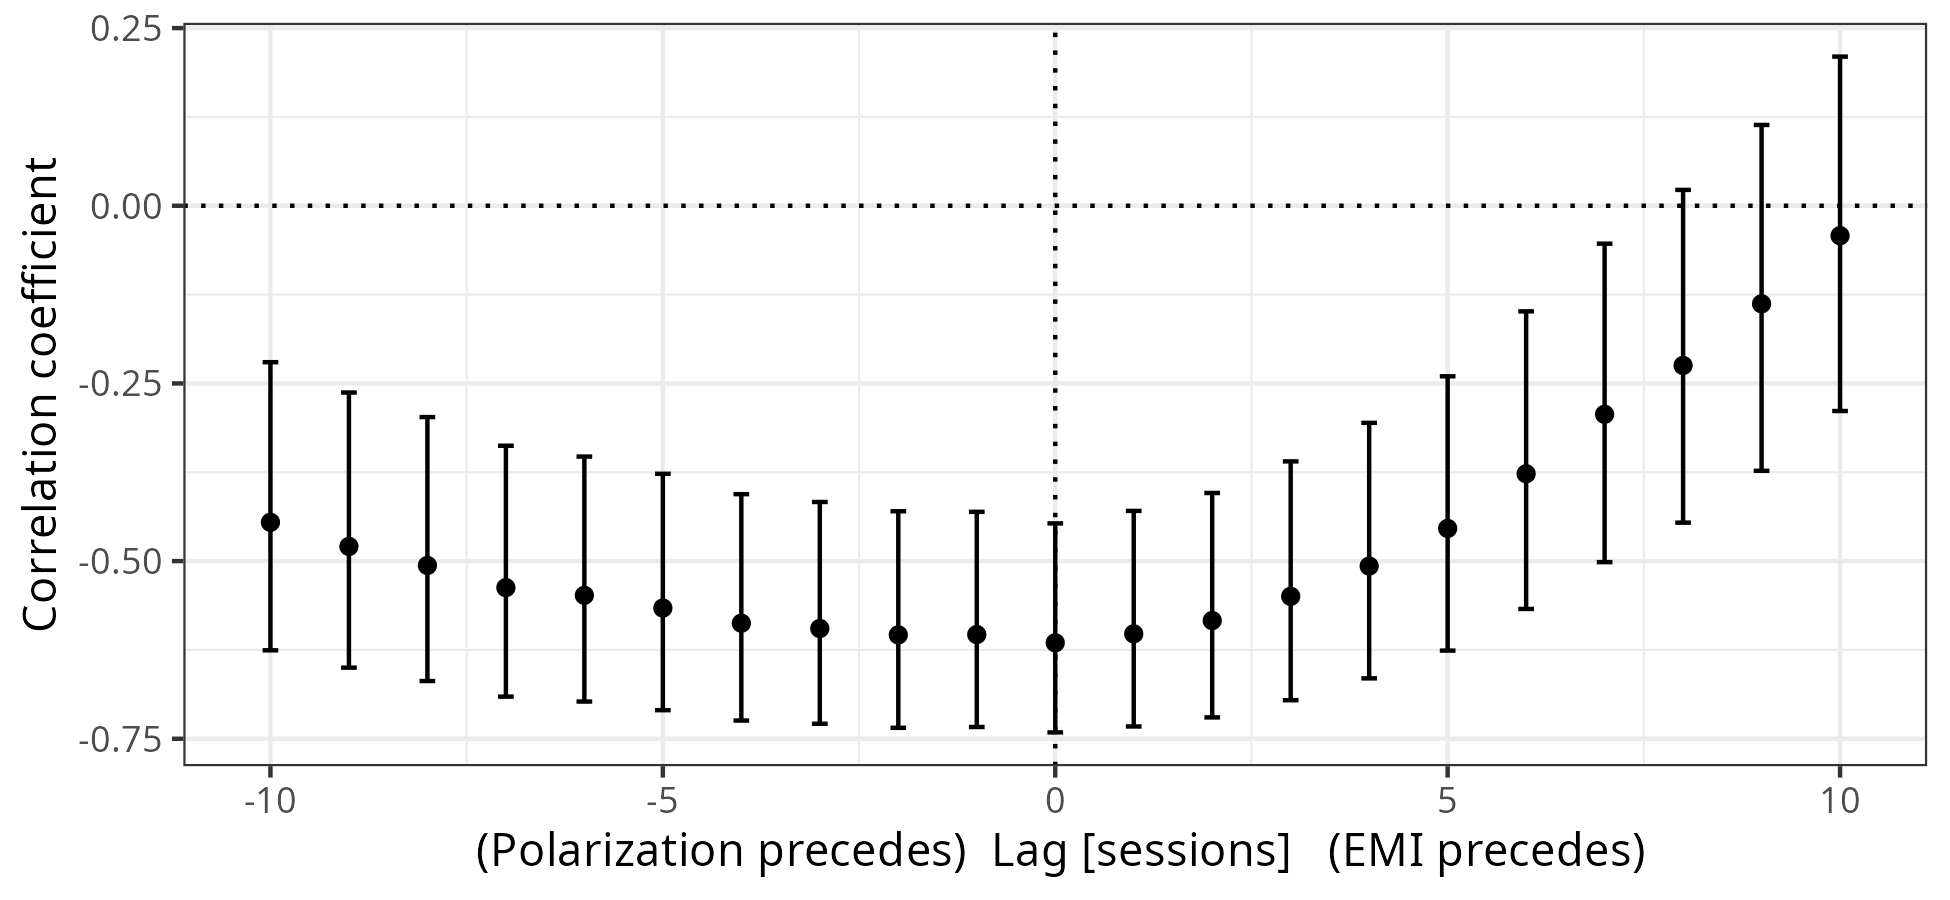 Correlation coefficient
0.25
0.00
-0.25
-0.50
-0.75
-10 -5 0 5 10
(Polarization precedes) Lag [sessions] (EMI precedes)